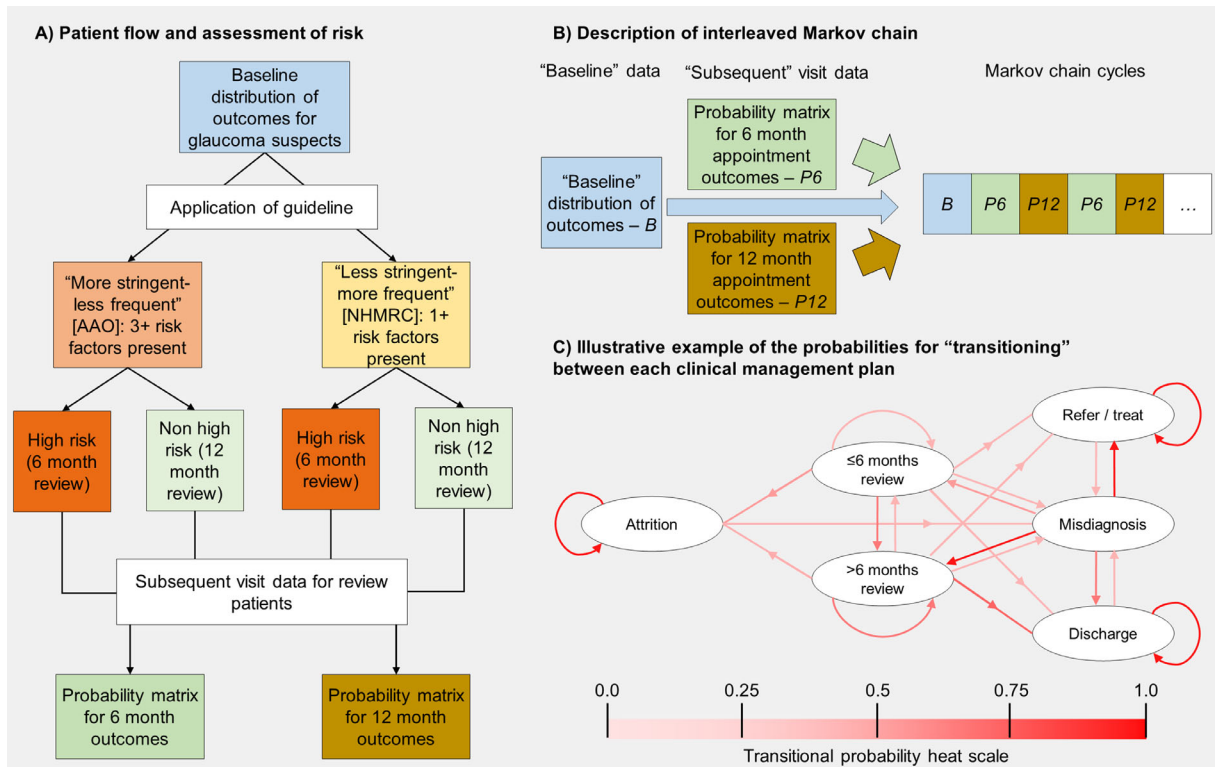 A) Patient flow and assessment of risk
Baseline
distribution of
outcomes for
glaucoma suspects
Application of guideline
“More stringent-
less frequent”
[AAO]: 3+ risk
factors present
“Less stringent-
more frequent”
[NHMRC]: 1+
risk factors
present
High risk
(6 month
review)
Non high
risk (12
month
review)
High risk
(6 month
review)
Non high
risk (12
month
review)
Subsequent visit data for review
patients
Probability matrix
for 6 month
outcomes
Probability matrix
for 12 month
outcomes
B) Description of interleaved Markov chain
“Baseline” data
“Subsequent” visit data
Markov chain cycles
“Baseline”
distribution of
outcomes – B
Probability matrix
for 6 month
appointment
outcomes – P6
Probability matrix
for 12 month
appointment
outcomes – P12
B P6 P12 P6 P12 ...
C) Illustrative example of the probabilities for “transitioning”
between each clinical management plan
Refer / treat
≤6 months
review
Attrition
Misdiagnosis
>6 months
review
Discharge
0.0 0.25 0.5 0.75 1.0
Transitional probability heat scale